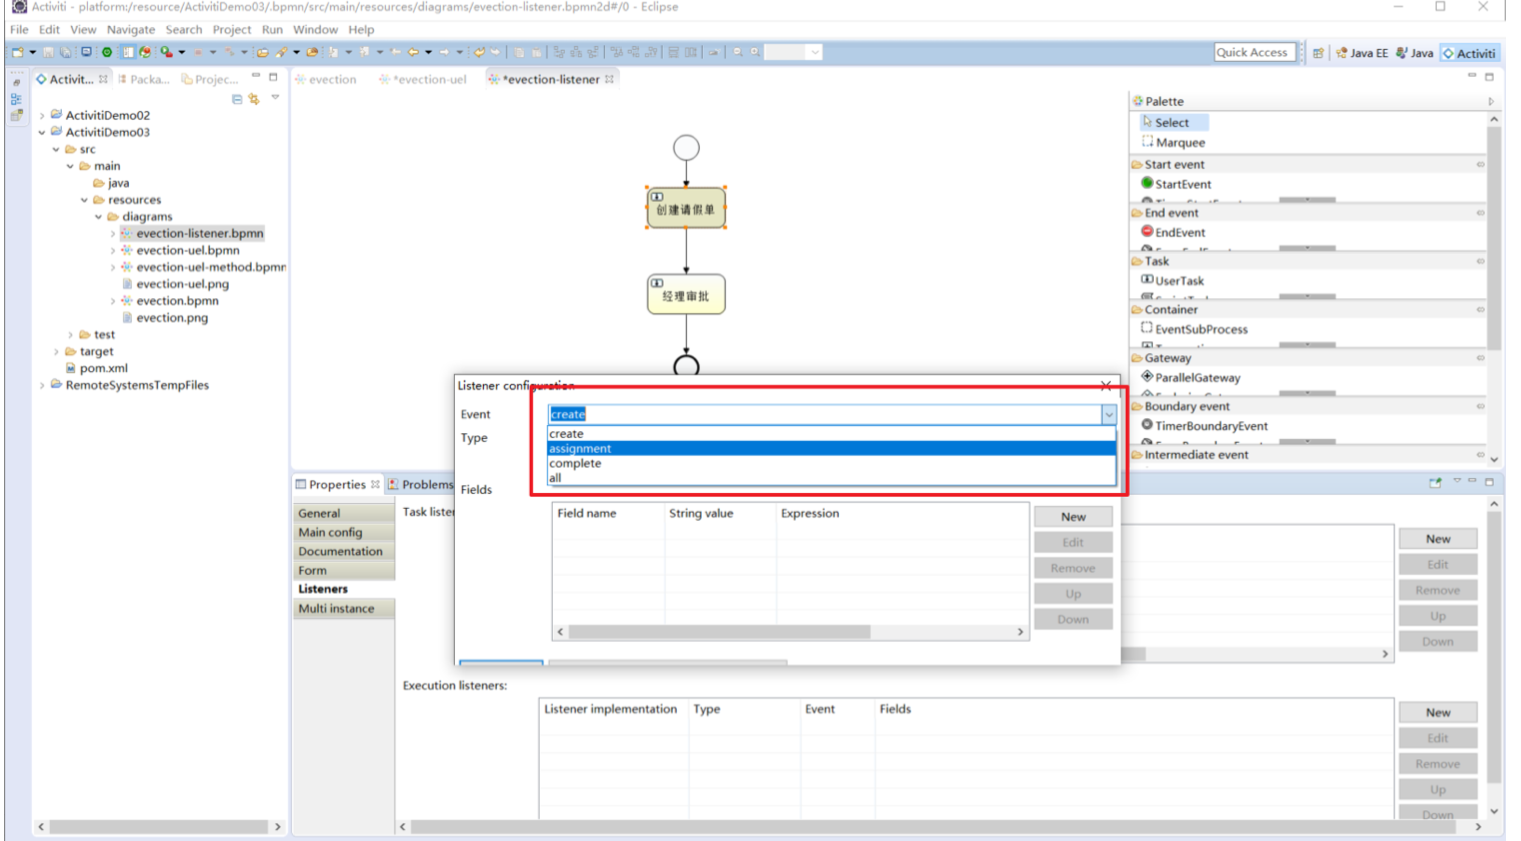 Activiti - platform:/resource/ActivitiDemo03/.bpmn/src/main/resources/diagrams/evection-listener.bpmn2d#/0 - Eclipse
File Edit View Navigate Search Project Run Window Help
Quick Access Java EE Java Activiti
Activit... Packa... Projec...
evection *evection-uel *evection-listener
ActivitiDemo02
ActivitiDemo03
src
main
java
resources
diagrams
evection-listener.bpmn
evection-uel.bpmn
evection-uel-method.bpmn
evection-uel.png
evection.bpmn
evection.png
test
target
pom.xml
RemoteSystemsTempFiles
创建请假单
经理审批
Palette
Select
Marquee
Start event
StartEvent
End event
EndEvent
Task
UserTask
Container
EventSubProcess
Gateway
ParallelGateway
Boundary event
TimerBoundaryEvent
Intermediate event
Listener configuration
Event create
create
Type
assignment
complete
all
Fields
Field name String value Expression
New
Edit
Remove
Up
Down
Properties Problems
General
Main config
Documentation
Form
Listeners
Multi instance
Task liste
New
Edit
Remove
Up
Down
Execution listeners:
Listener implementation Type Event Fields
New
Edit
Remove
Up
Down